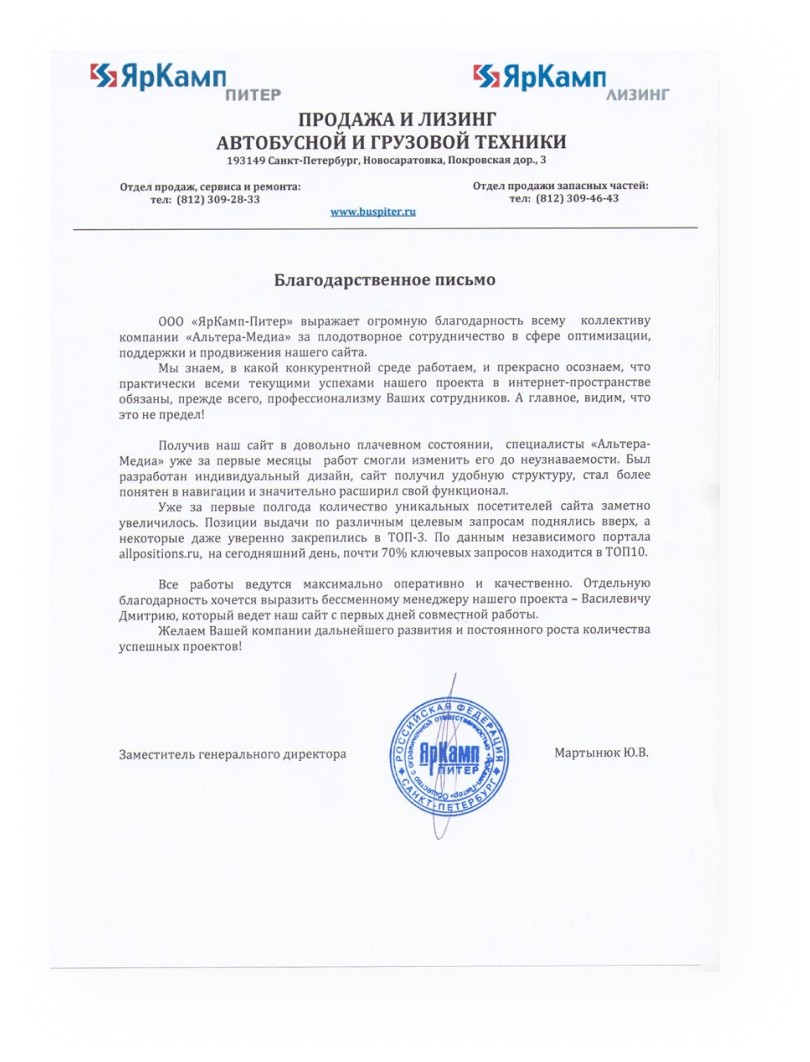 ЯрКамп ПИТЕР
ЯрКамп ЛИЗИНГ
ПРОДАЖА И ЛИЗИНГ
АВТОБУСНОЙ И ГРУЗОВОЙ ТЕХНИКИ
193149 Санкт-Петербург, Новосаратовка, Покровская дор., 3
Отдел продаж, сервиса и ремонта:
тел: (812) 309-28-33
Отдел продажи запасных частей:
тел: (812) 309-46-43
www.buspiter.ru
Благодарственное письмо
ООО «ЯрКамп-Питер» выражает огромную благодарность всему коллективу
компании «Альтера-Медиа» за плодотворное сотрудничество в сфере оптимизации,
поддержки и продвижения нашего сайта.
Мы знаем, в какой конкурентной среде работаем, и прекрасно осознаем, что
практически всеми текущими успехами нашего проекта в интернет-пространстве
обязаны, прежде всего, профессионализму Ваших сотрудников. А главное, видим, что
это не предел!
Получив наш сайт в довольно плачевном состоянии, специалисты «Альтера-
Медиа» уже за первые месяцы работ смогли изменить его до неузнаваемости. Был
разработан индивидуальный дизайн, сайт получил удобную структуру, стал более
понятен в навигации и значительно расширил свой функционал.
Уже за первые полгода количество уникальных посетителей сайта заметно
увеличилось. Позиции выдачи по различным целевым запросам поднялись вверх, а
некоторые даже уверенно закрепились в ТОП-3. По данным независимого портала
allpositions.ru, на сегодняшний день, почти 70% ключевых запросов находится в ТОП10.
Все работы ведутся максимально оперативно и качественно. Отдельную
благодарность хочется выразить бессменному менеджеру нашего проекта – Василевичу
Дмитрию, который ведет наш сайт с первых дней совместной работы.
Желаем Вашей компании дальнейшего развития и постоянного роста количества
успешных проектов!
Заместитель генерального директора
РОССИЙСКАЯ ФЕДЕРАЦИЯ
САНКТ-ПЕТЕРБУРГ
Общество с ограниченной ответственностью «ЯрКамп-Питер»
ЯрКамп
ПИТЕР
Мартынюк Ю.В.